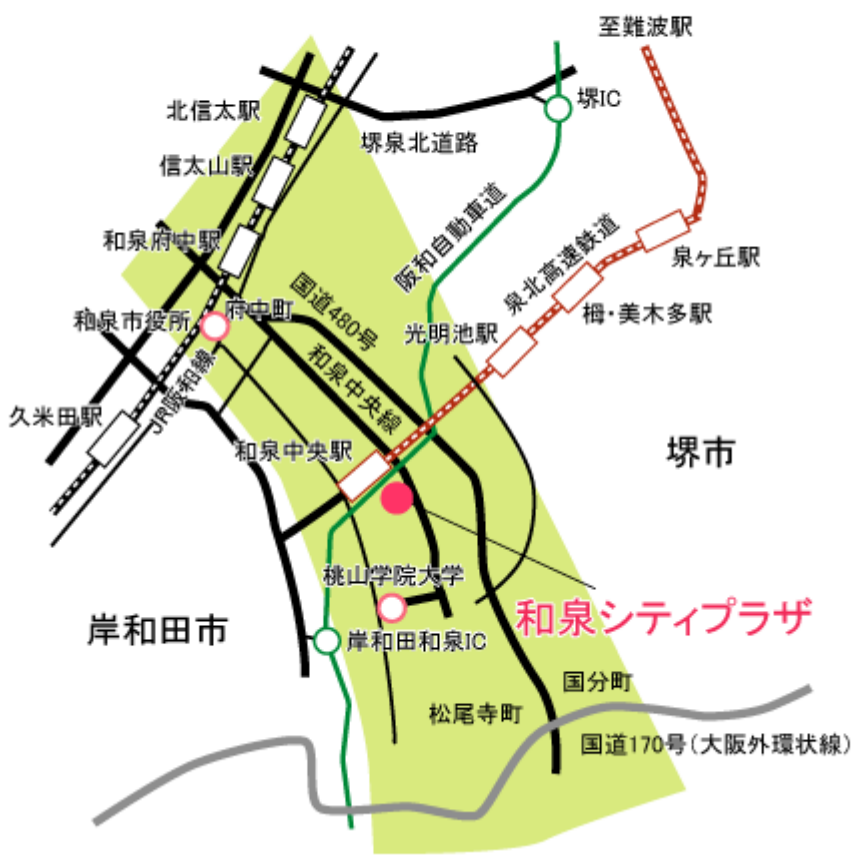 至難波駅
北信太駅
堺IC
堺泉北道路
信太山駅
阪和自動車道
和泉府中駅
泉北高速鉄道
泉ヶ丘駅
国道480号
府中町
和泉市役所
栂・美木多駅
光明池駅
和泉中央線
JR阪和線
久米田駅
和泉中央駅
堺市
桃山学院大学
和泉シティプラザ
岸和田市
岸和田和泉IC
国分町
松尾寺町
国道170号(大阪外環状線)